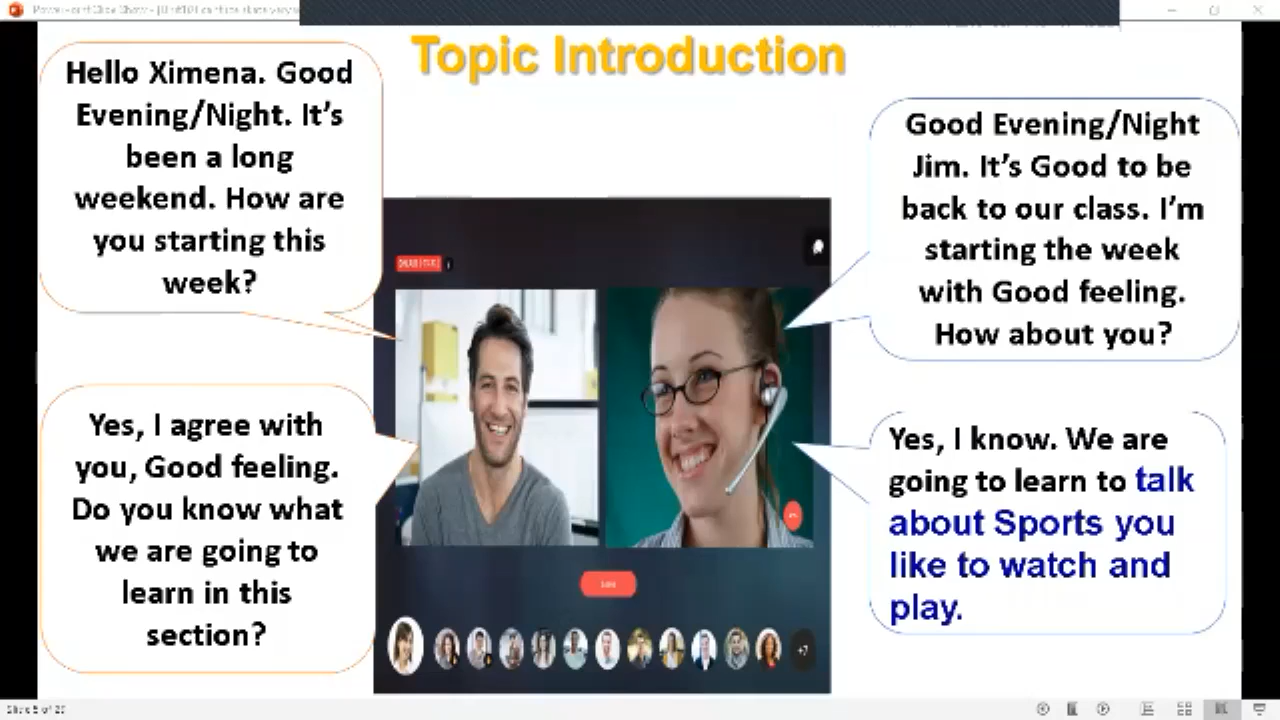 Topic Introduction
Hello Ximena. Good
Evening/Night. It's
been a long
weekend. How are
you starting this
week?
Good Evening/Night
Jim. It's Good to be
back to our class. I'm
starting the week
with Good feeling.
How about you?
Yes, I agree with
you, Good feeling.
Do you know what
we are going to
learn in this
section?
Yes, I know. We are
going to learn to talk
about Sports you
like to watch and
play.
+7